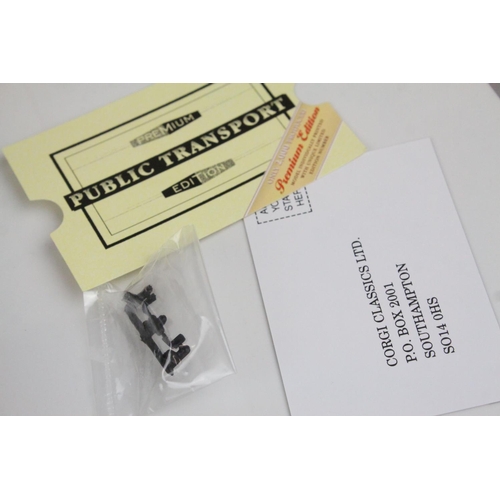 PREMIUM
PUBLIC TRANSPORT
EDITION
Premium Edition
CORGI CLASSICS LTD.
P.O. BOX 2001
SOUTHAMPTON
SO14 0HS